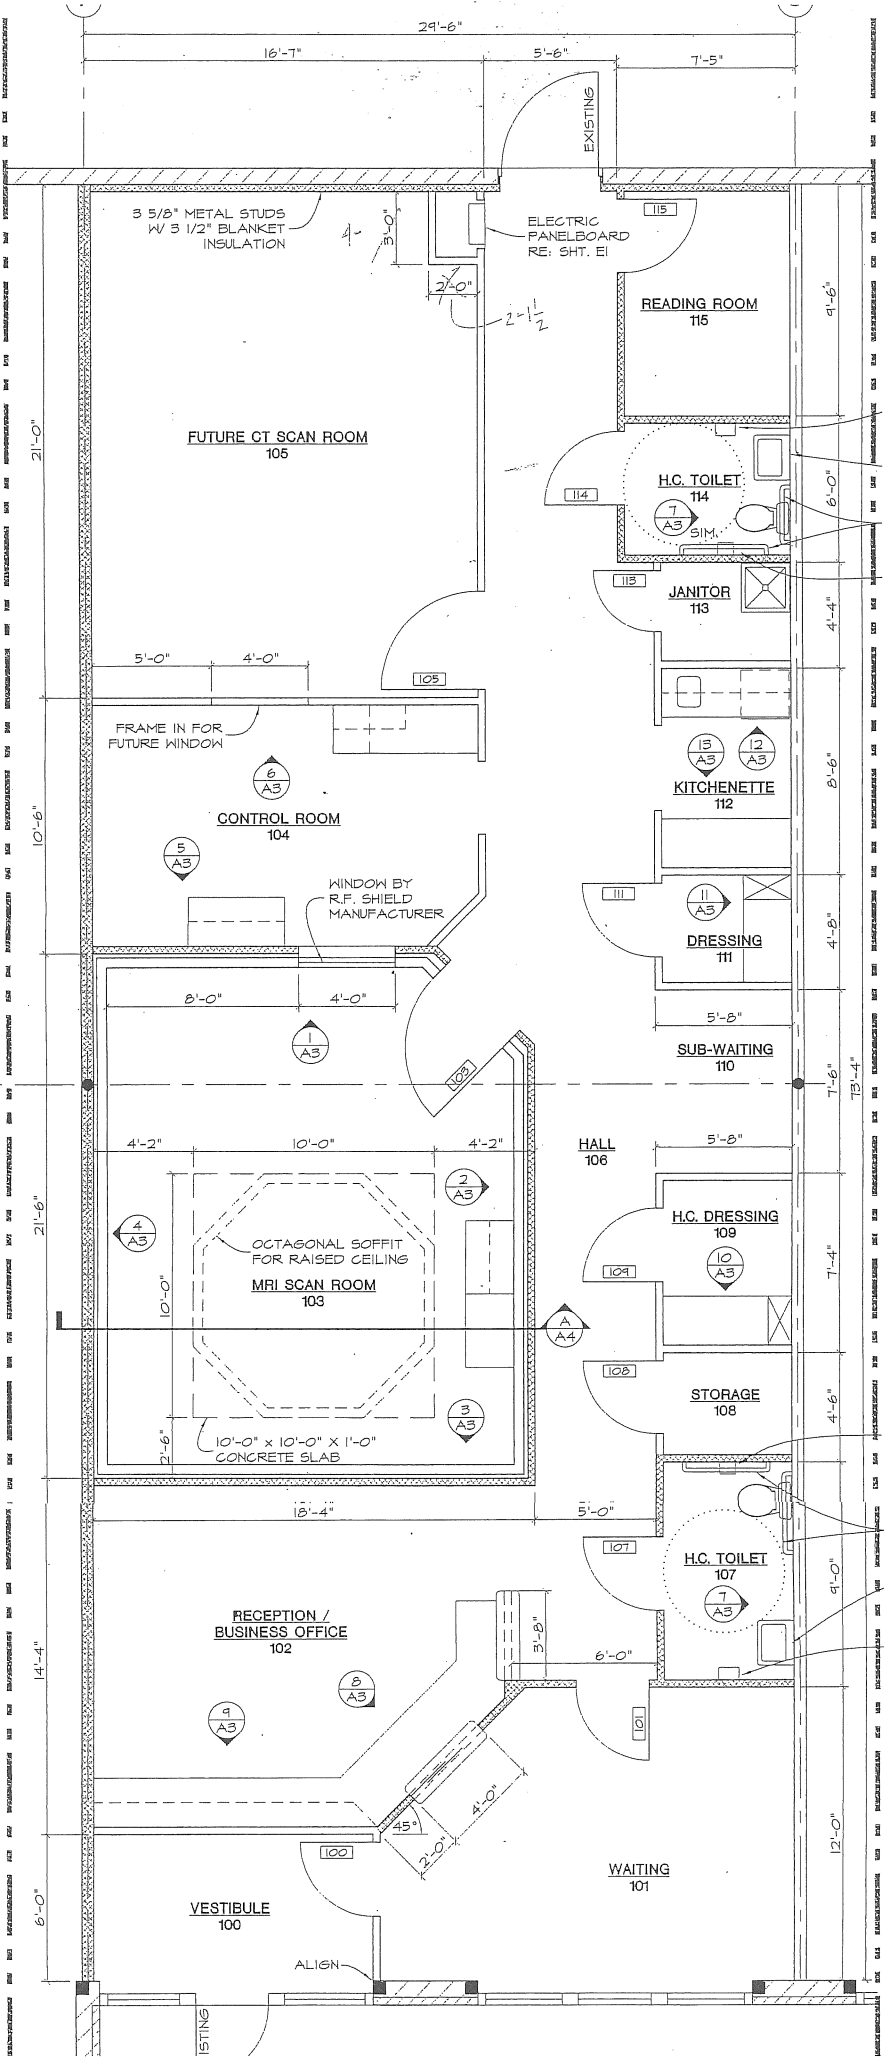 29'-6"
16'-7"
5'-6"
7'-5"
EXISTING
3 5/8" METAL STUDS
W/ 3 1/2" BLANKET
INSULATION
4-
3'-0"
ELECTRIC
PANELBOARD
RE: SHT. E1
115
2'-0"
2-1 1/2
READING ROOM
115
9'-6"
FUTURE CT SCAN ROOM
105
21'-0"
H.C. TOILET
114
114
7
A3
SIM.
6'-0"
113
JANITOR
113
4'-4"
5'-0"
4'-0"
105
FRAME IN FOR
FUTURE WINDOW
6
A3
13
A3
12
A3
KITCHENETTE
112
8'-6"
CONTROL ROOM
104
10'-6"
5
A3
WINDOW BY
R.F. SHIELD
MANUFACTURER
111
11
A3
DRESSING
111
4'-8"
8'-0"
4'-0"
5'-8"
1
A3
SUB-WAITING
110
103
7'-6"
73'-4"
4'-2"
10'-0"
4'-2"
HALL
106
5'-8"
2
A3
21'-6"
4
A3
H.C. DRESSING
109
OCTAGONAL SOFFIT
FOR RAISED CEILING
10
A3
109
7'-4"
MRI SCAN ROOM
103
10'-0"
A
A4
108
STORAGE
108
4'-6"
3
A3
2'-6"
10'-0" x 10'-0" X 1'-0"
CONCRETE SLAB
18'-4"
5'-0"
107
H.C. TOILET
107
7
A3
9'-0"
RECEPTION /
BUSINESS OFFICE
102
3'-8"
6'-0"
14'-4"
8
A3
9
A3
101
4'-0"
45°
2'-0"
100
12'-0"
WAITING
101
VESTIBULE
100
6'-0"
ALIGN
ISTING